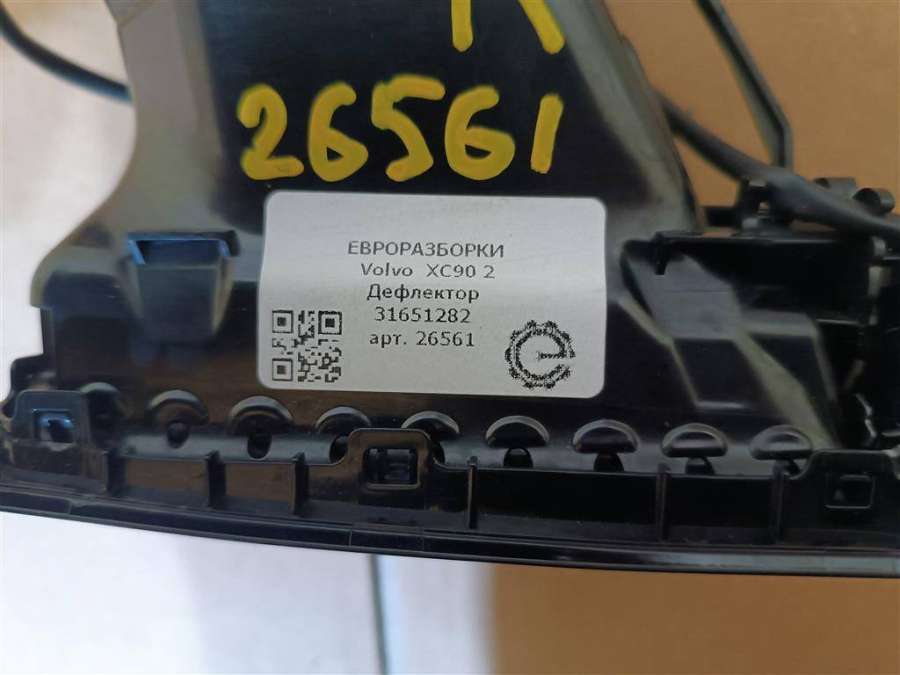 26561
ЕВРОРАЗБОРКИ
Volvo XC90 2
Дефлектор
31651282
арт. 26561